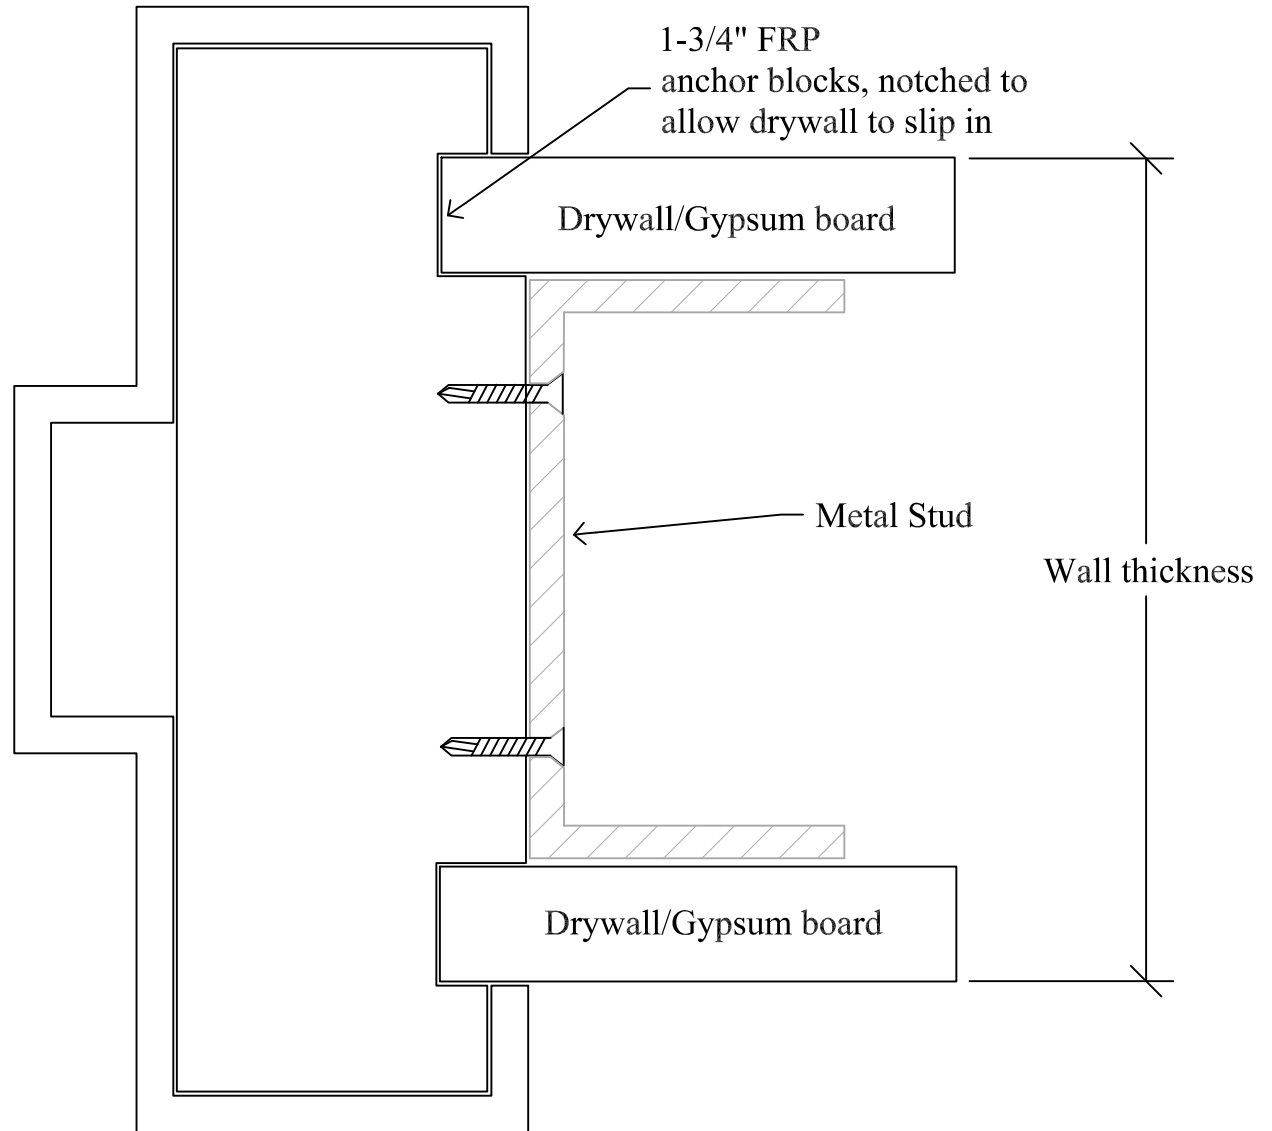 1-3/4" FRP
anchor blocks, notched to
allow drywall to slip in
Drywall/Gypsum board
Metal Stud
Wall thickness
Drywall/Gypsum board